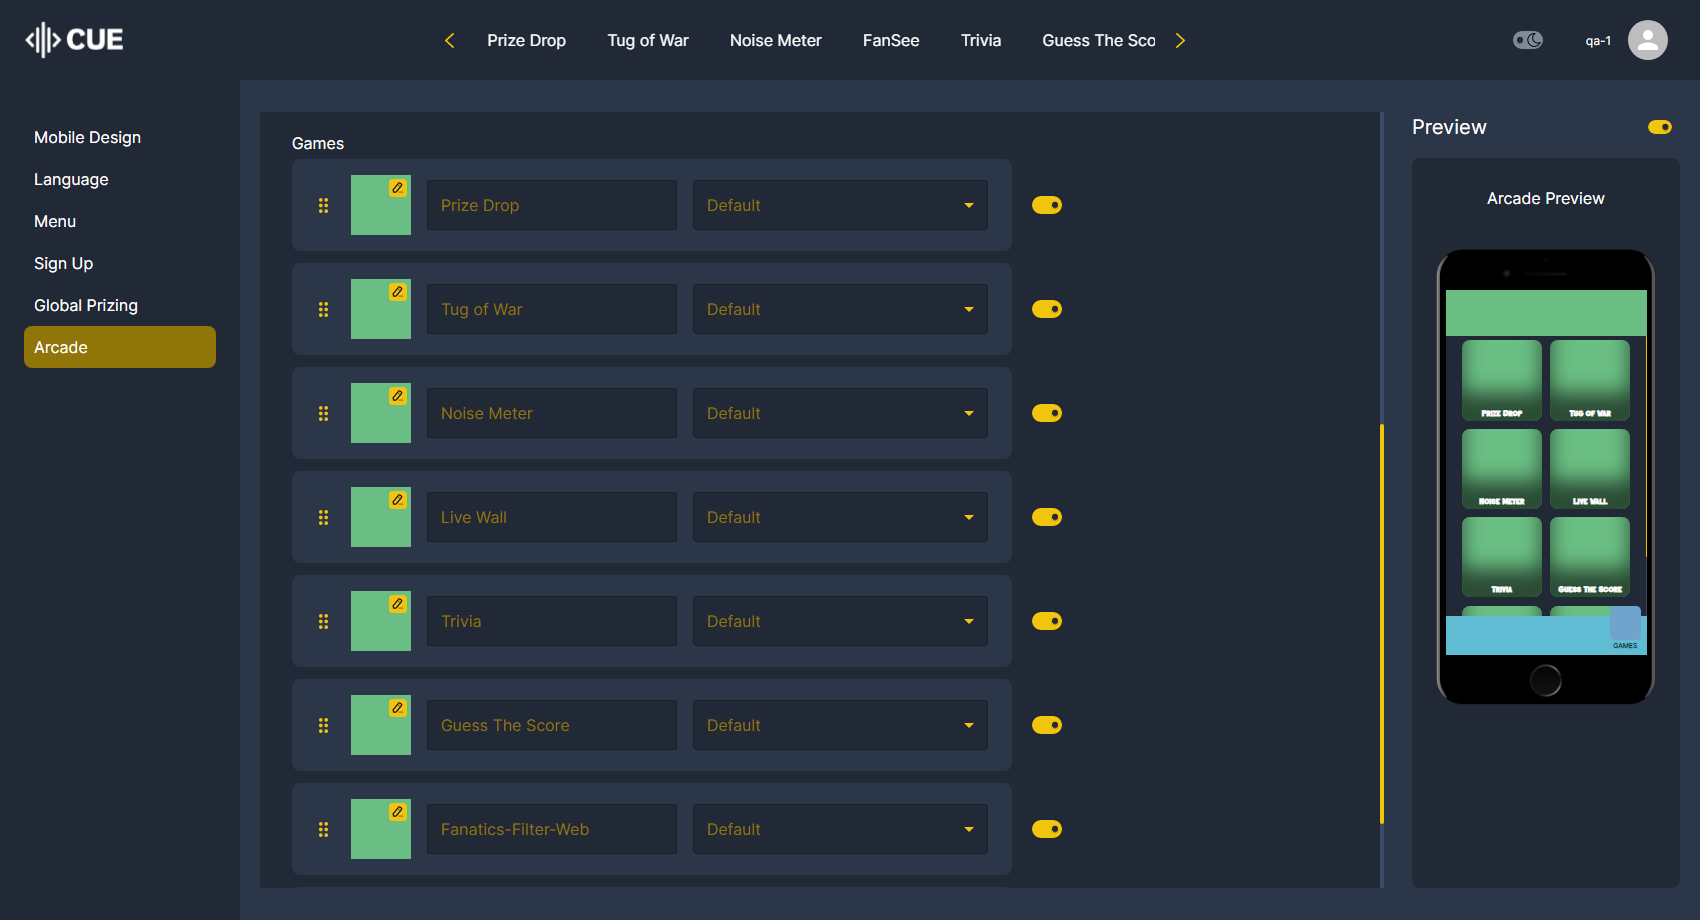 CUE
Prize Drop
Tug of War
Noise Meter
FanSee
Trivia
Guess The Sco
qa-1
Mobile Design
Language
Menu
Sign Up
Global Prizing
Arcade
Games
Prize Drop Default
Tug of War Default
Noise Meter Default
Live Wall Default
Trivia Default
Guess The Score Default
Fanatics-Filter-Web Default
Preview
Arcade Preview
Prize Drop
Tug of War
Noise Meter
Live Wall
Trivia
Guess The Score
GAMES